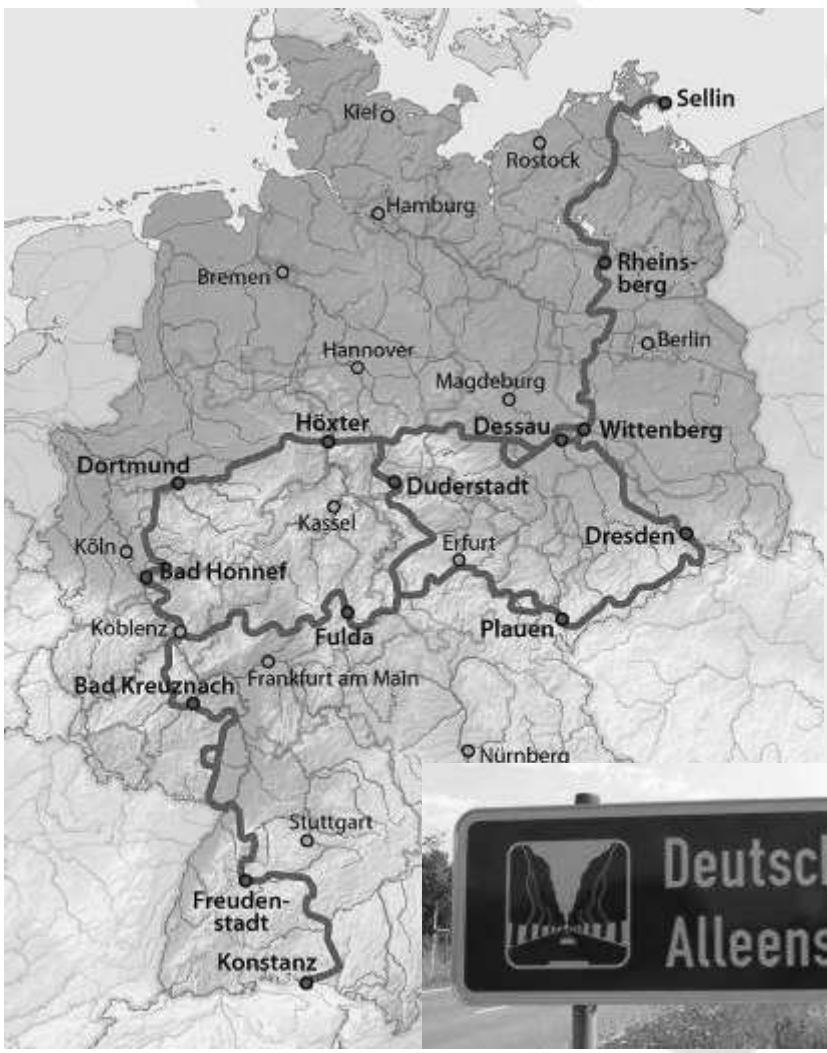 Sellin
Kiel
Rostock
Hamburg
Rheins-
berg
Bremen
Berlin
Hannover
Magdeburg
Höxter
Dessau
Wittenberg
Dortmund
Duderstadt
Kassel
Dresden
Köln
Erfurt
Bad Honnef
Koblenz
Fulda
Plauen
Frankfurt am Main
Bad Kreuznach
Nürnberg
Stuttgart
Freuden-
stadt
Konstanz
Deutsch
Alleens